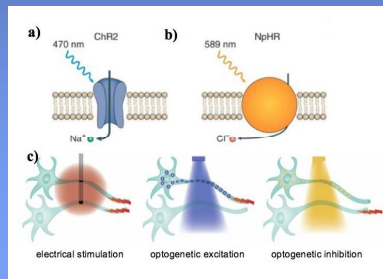 a)
ChR2
470 nm
Na⁺
b)
NpHR
589 nm
Cl⁻
c)
electrical stimulation
optogenetic excitation
optogenetic inhibition